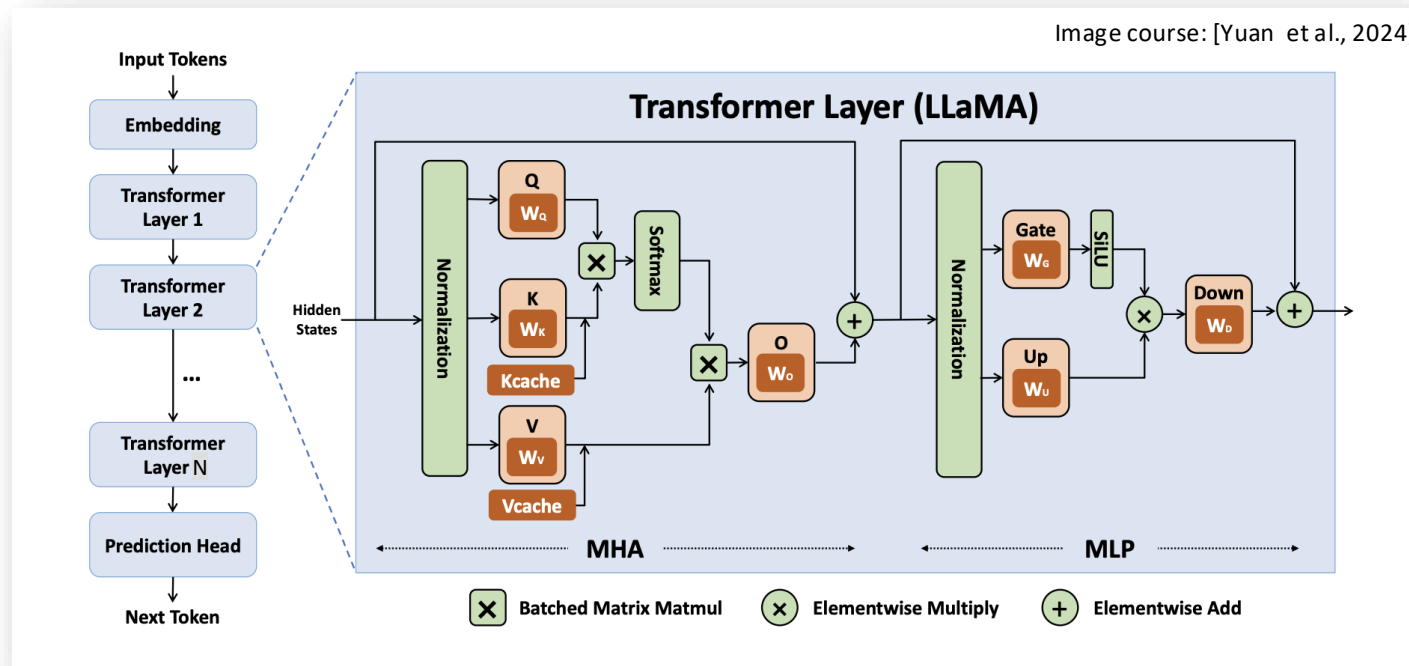 Image course: [Yuan et al., 2024
Input Tokens
Embedding
Transformer
Layer 1
Transformer
Layer 2
...
Transformer
Layer N
Prediction Head
Next Token
Transformer Layer (LLaMA)
Hidden
States
Normalization
Q
WQ
K
WK
Kcache
V
WV
Vcache
Softmax
O
WO
MHA
Normalization
Gate
WG
SiLU
Up
WU
Down
WD
MLP
Batched Matrix Matmul
Elementwise Multiply
Elementwise Add